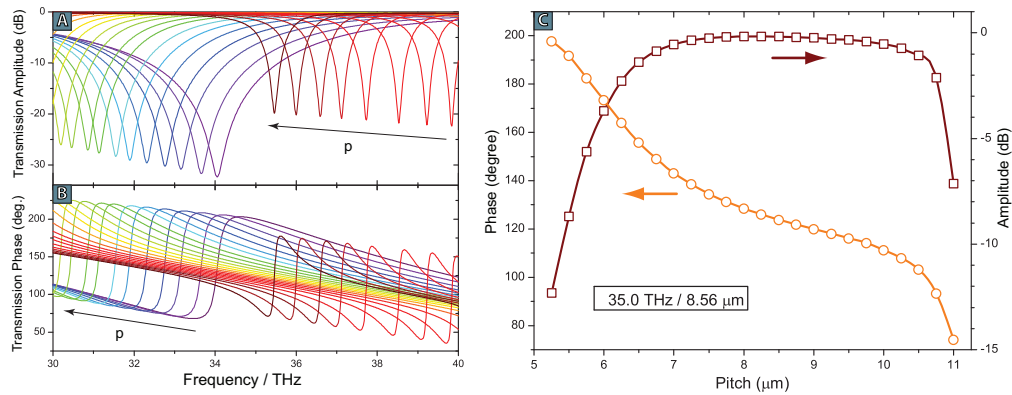 A
Transmission Amplitude (dB)
0
-10
-20
-30
p
B
Transmission Phase (deg.)
200
150
100
50
p
30 32 34 36 38 40
Frequency / THz
C
Phase (degree)
200
180
160
140
120
100
80
35.0 THz / 8.56 μm
5 6 7 8 9 10 11
Pitch (μm)
0
-5
-10
-15
Amplitude (dB)